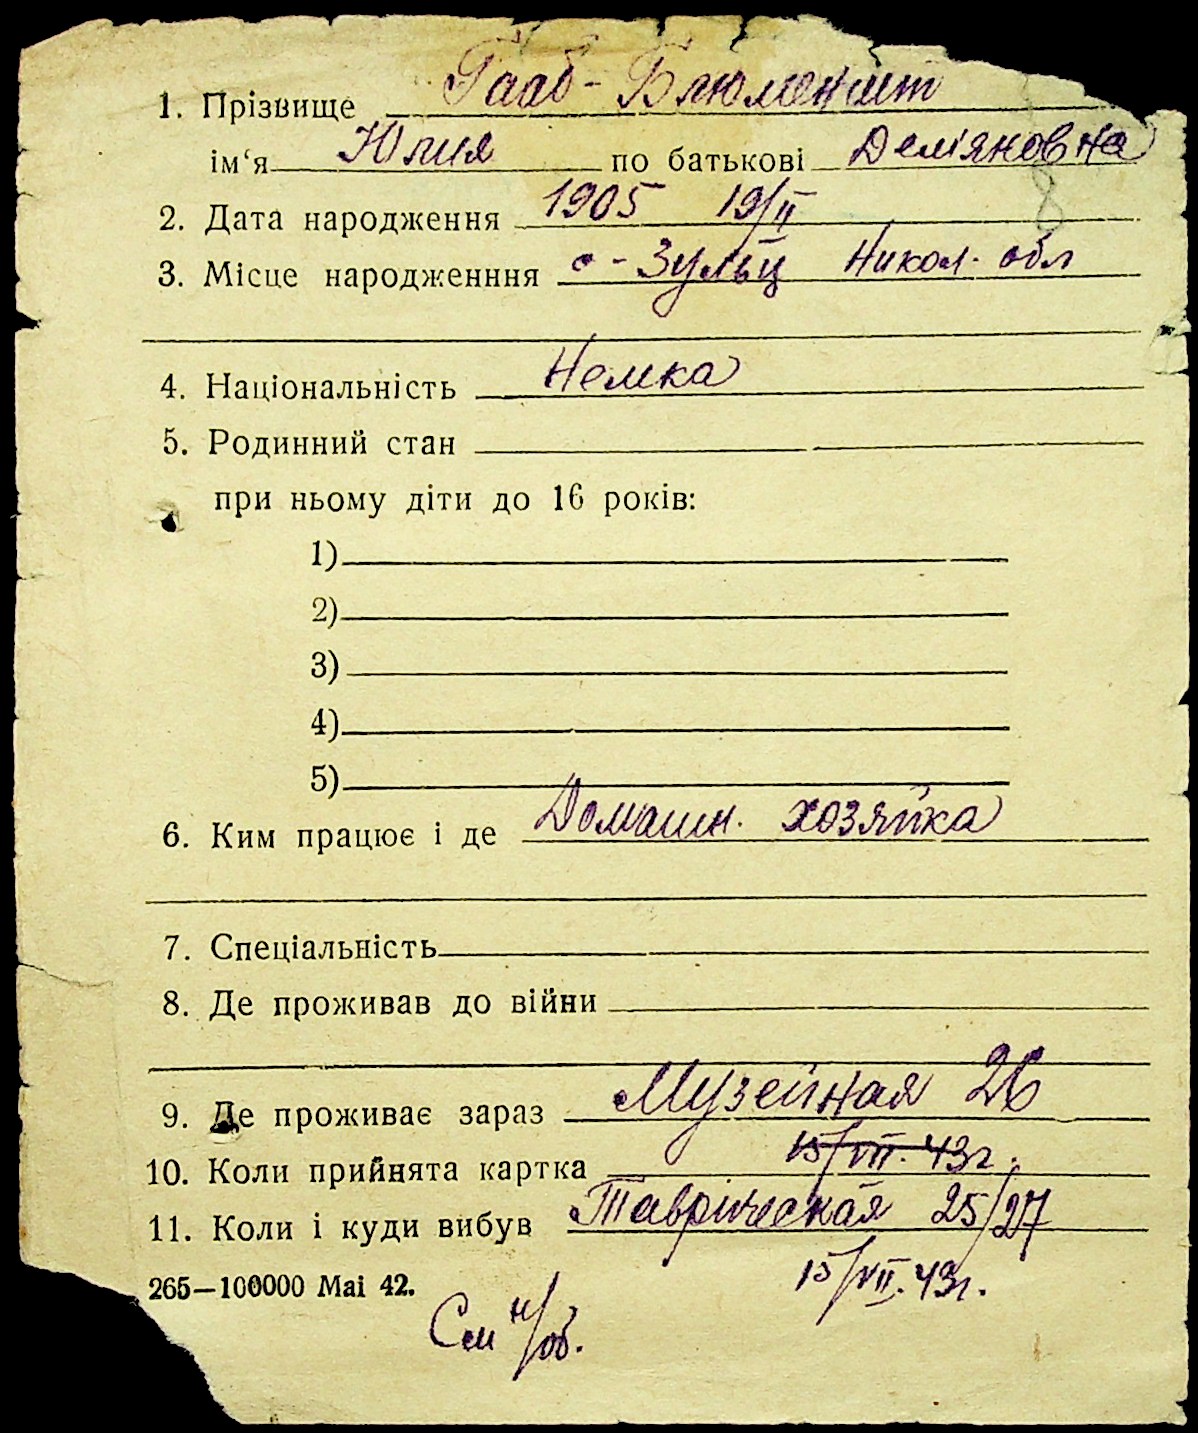 1. Прізвище Гааб-Блюменшт
ім‘я Юлия по батькові Дем'яновна
2. Дата народження 1905 19/II
3. Місце народженння с-Зульц Никол. обл
4. Національність Немка
5. Родинний стан
при ньому діти до 16 років:
1)
2)
3)
4)
5)
6. Ким працює і де Домашн. хозяйка
7. Спеціальність
8. Де проживав до війни
9. Де проживає зараз Музейная 26
10. Коли прийнята картка 15/VII. 43г.
11. Коли і куди вибув Таврическая 25/27
265—100000 Mai 42. 15/VII. 43г.
См н/об.